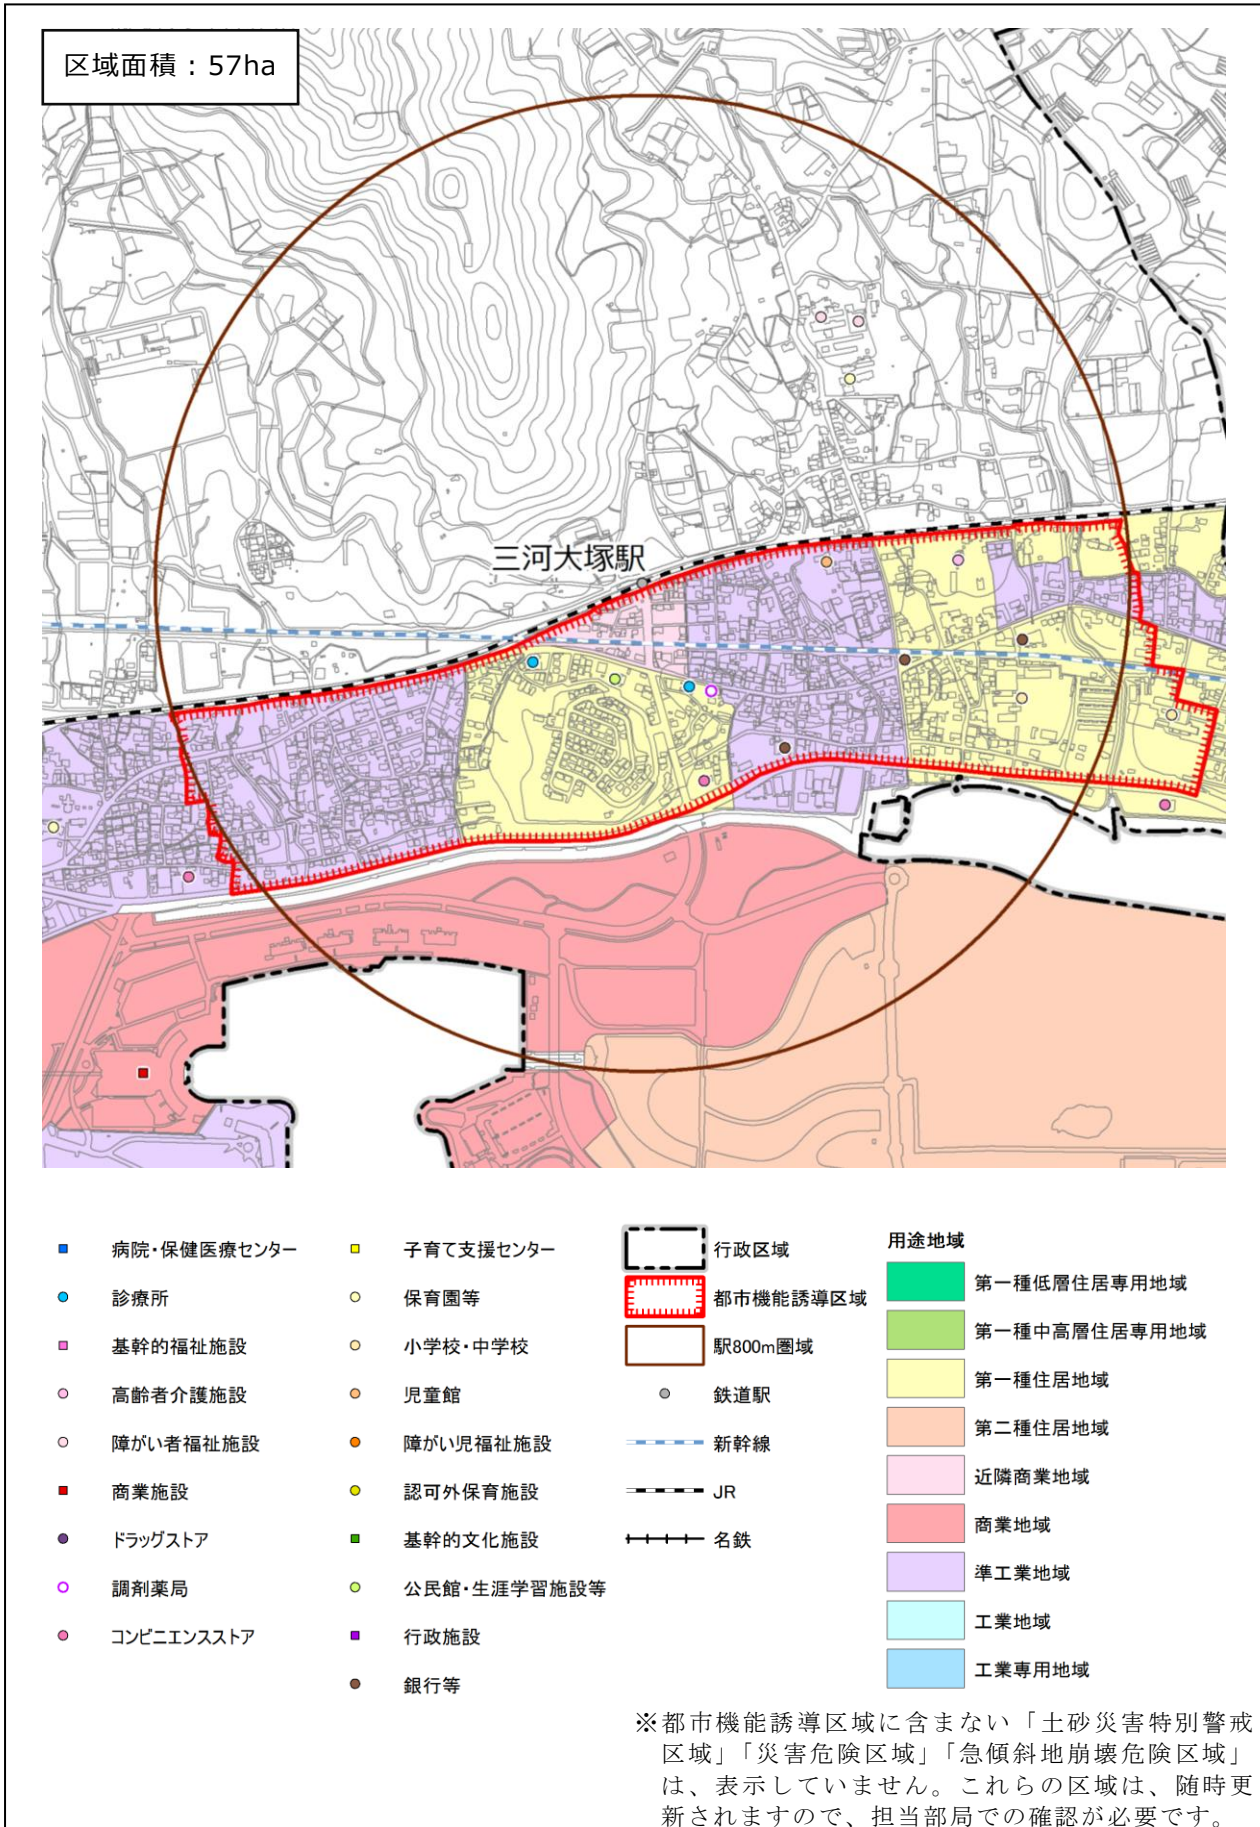 区域面積：57ha
三河大塚駅
病院・保健医療センター
診療所
基幹的福祉施設
高齢者介護施設
障がい者福祉施設
商業施設
ドラッグストア
調剤薬局
コンビニエンスストア
子育て支援センター
保育園等
小学校・中学校
児童館
障がい児福祉施設
認可外保育施設
基幹的文化施設
公民館・生涯学習施設等
行政施設
銀行等
行政区域
都市機能誘導区域
駅800m圏域
鉄道駅
新幹線
JR
名鉄
用途地域
第一種低層住居専用地域
第一種中高層住居専用地域
第一種住居地域
第二種住居地域
近隣商業地域
商業地域
準工業地域
工業地域
工業専用地域
※都市機能誘導区域に含まない「土砂災害特別警戒
区域」「災害危険区域」「急傾斜地崩壊危険区域」
は、表示していません。これらの区域は、随時更
新されますので、担当部局での確認が必要です。